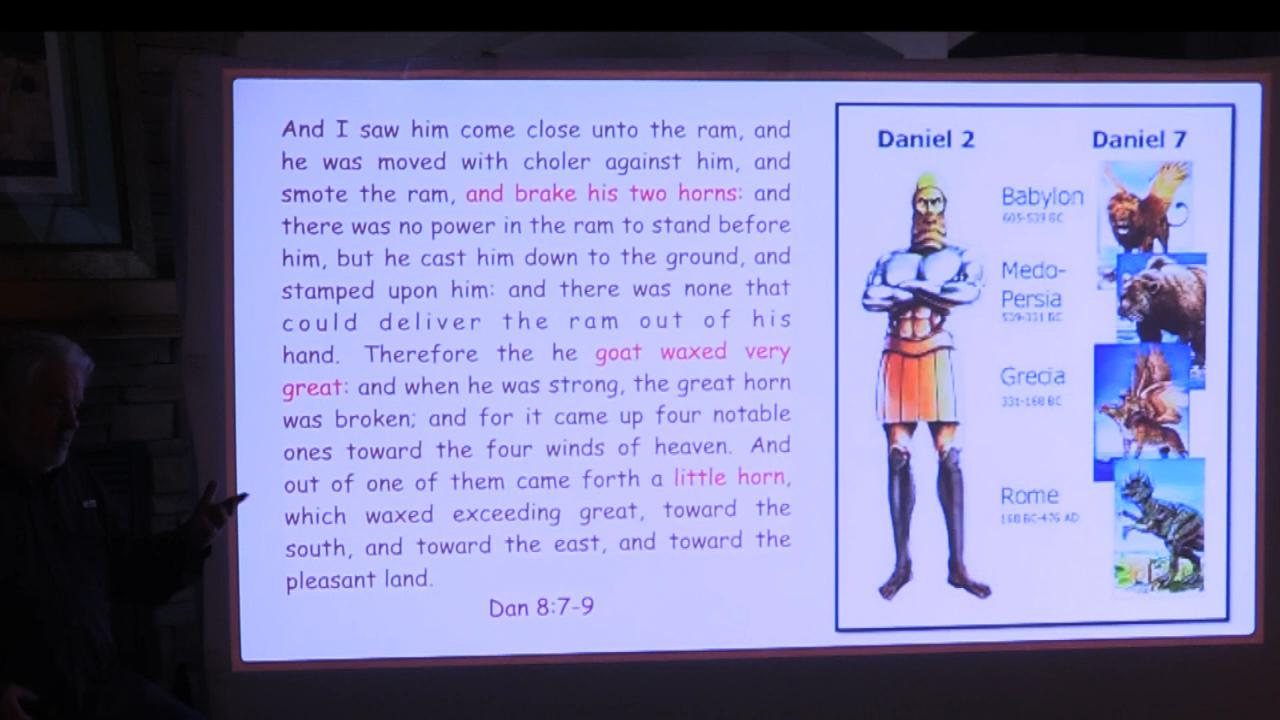 And I saw him come close unto the ram, and
he was moved with choler against him, and
smote the ram, and brake his two horns: and
there was no power in the ram to stand before
him, but he cast him down to the ground, and
stamped upon him: and there was none that
could deliver the ram out of his
hand. Therefore the he goat waxed very
great: and when he was strong, the great horn
was broken; and for it came up four notable
ones toward the four winds of heaven. And
out of one of them came forth a little horn,
which waxed exceeding great, toward the
south, and toward the east, and toward the
pleasant land.
Dan 8:7-9
Daniel 2
Daniel 7
Babylon
605-539 BC
Medo-
Persia
539-331 BC
Grecia
331-168 BC
Rome
168 BC-476 AD